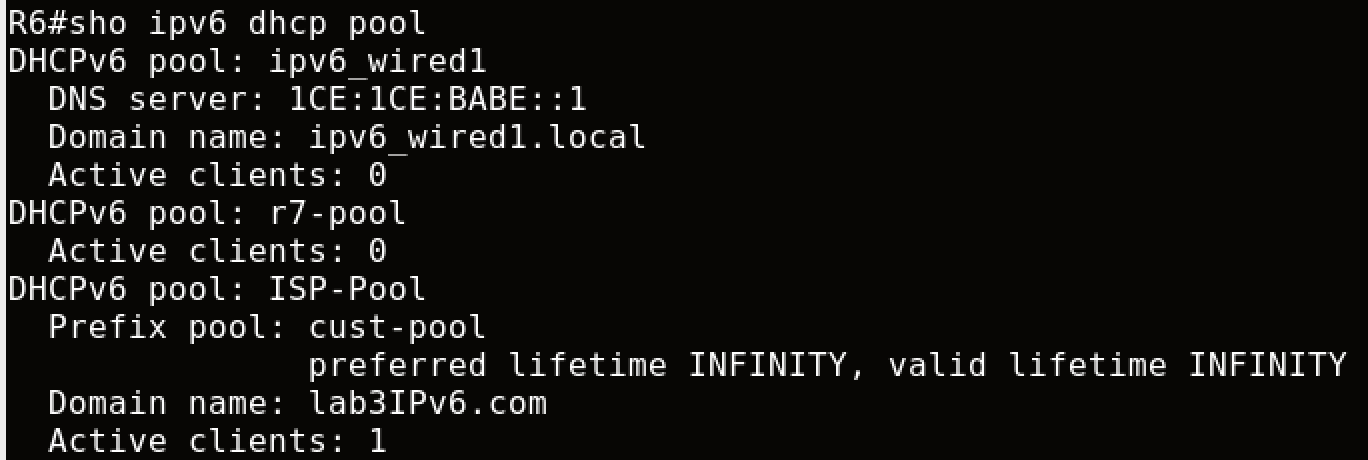 R6#sho ipv6 dhcp pool
DHCPv6 pool: ipv6_wired1
  DNS server: 1CE:1CE:BABE::1
  Domain name: ipv6_wired1.local
  Active clients: 0
DHCPv6 pool: r7-pool
  Active clients: 0
DHCPv6 pool: ISP-Pool
  Prefix pool: cust-pool
               preferred lifetime INFINITY, valid lifetime INFINITY
  Domain name: lab3IPv6.com
  Active clients: 1